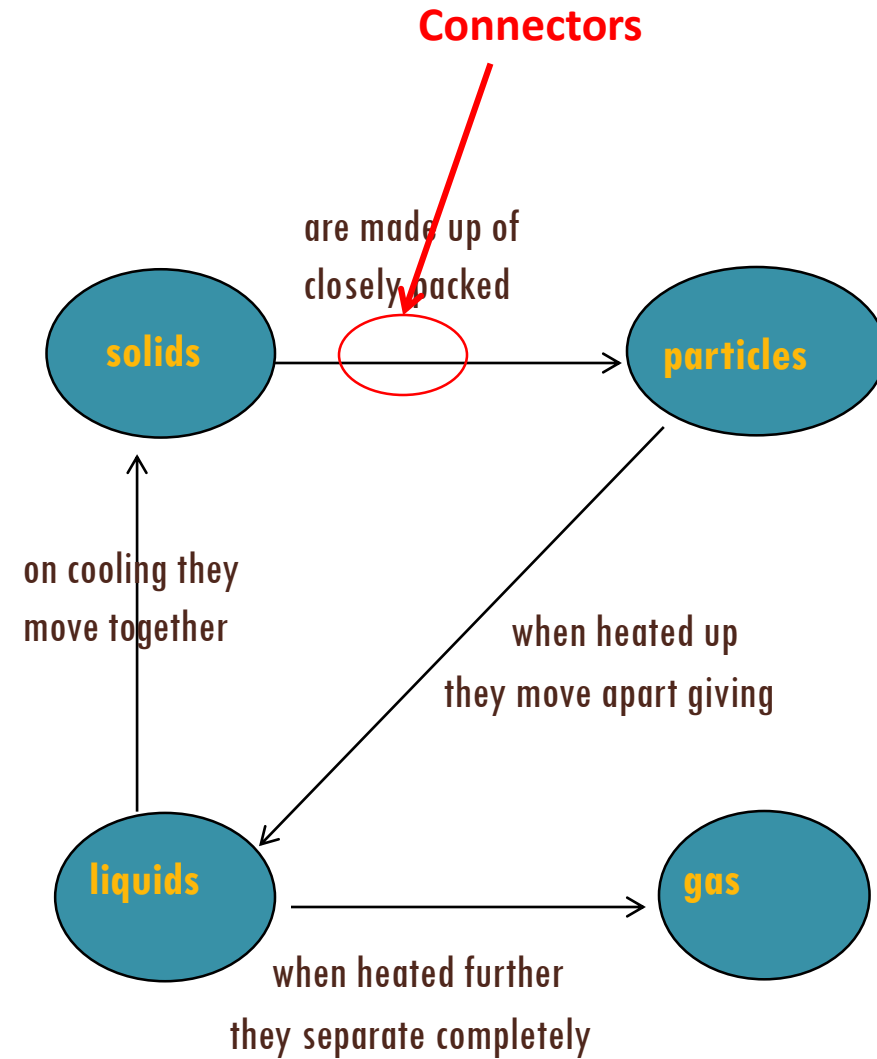 Connectors
are made up of
closely packed
solids
particles
on cooling they
move together
when heated up
they move apart giving
liquids
gas
when heated further
they separate completely